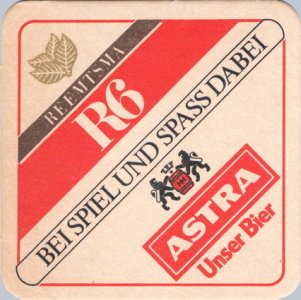 REEMTSMA
R6
BEI SPIEL UND SPASS DABEI
ASTRA
Unser Bier